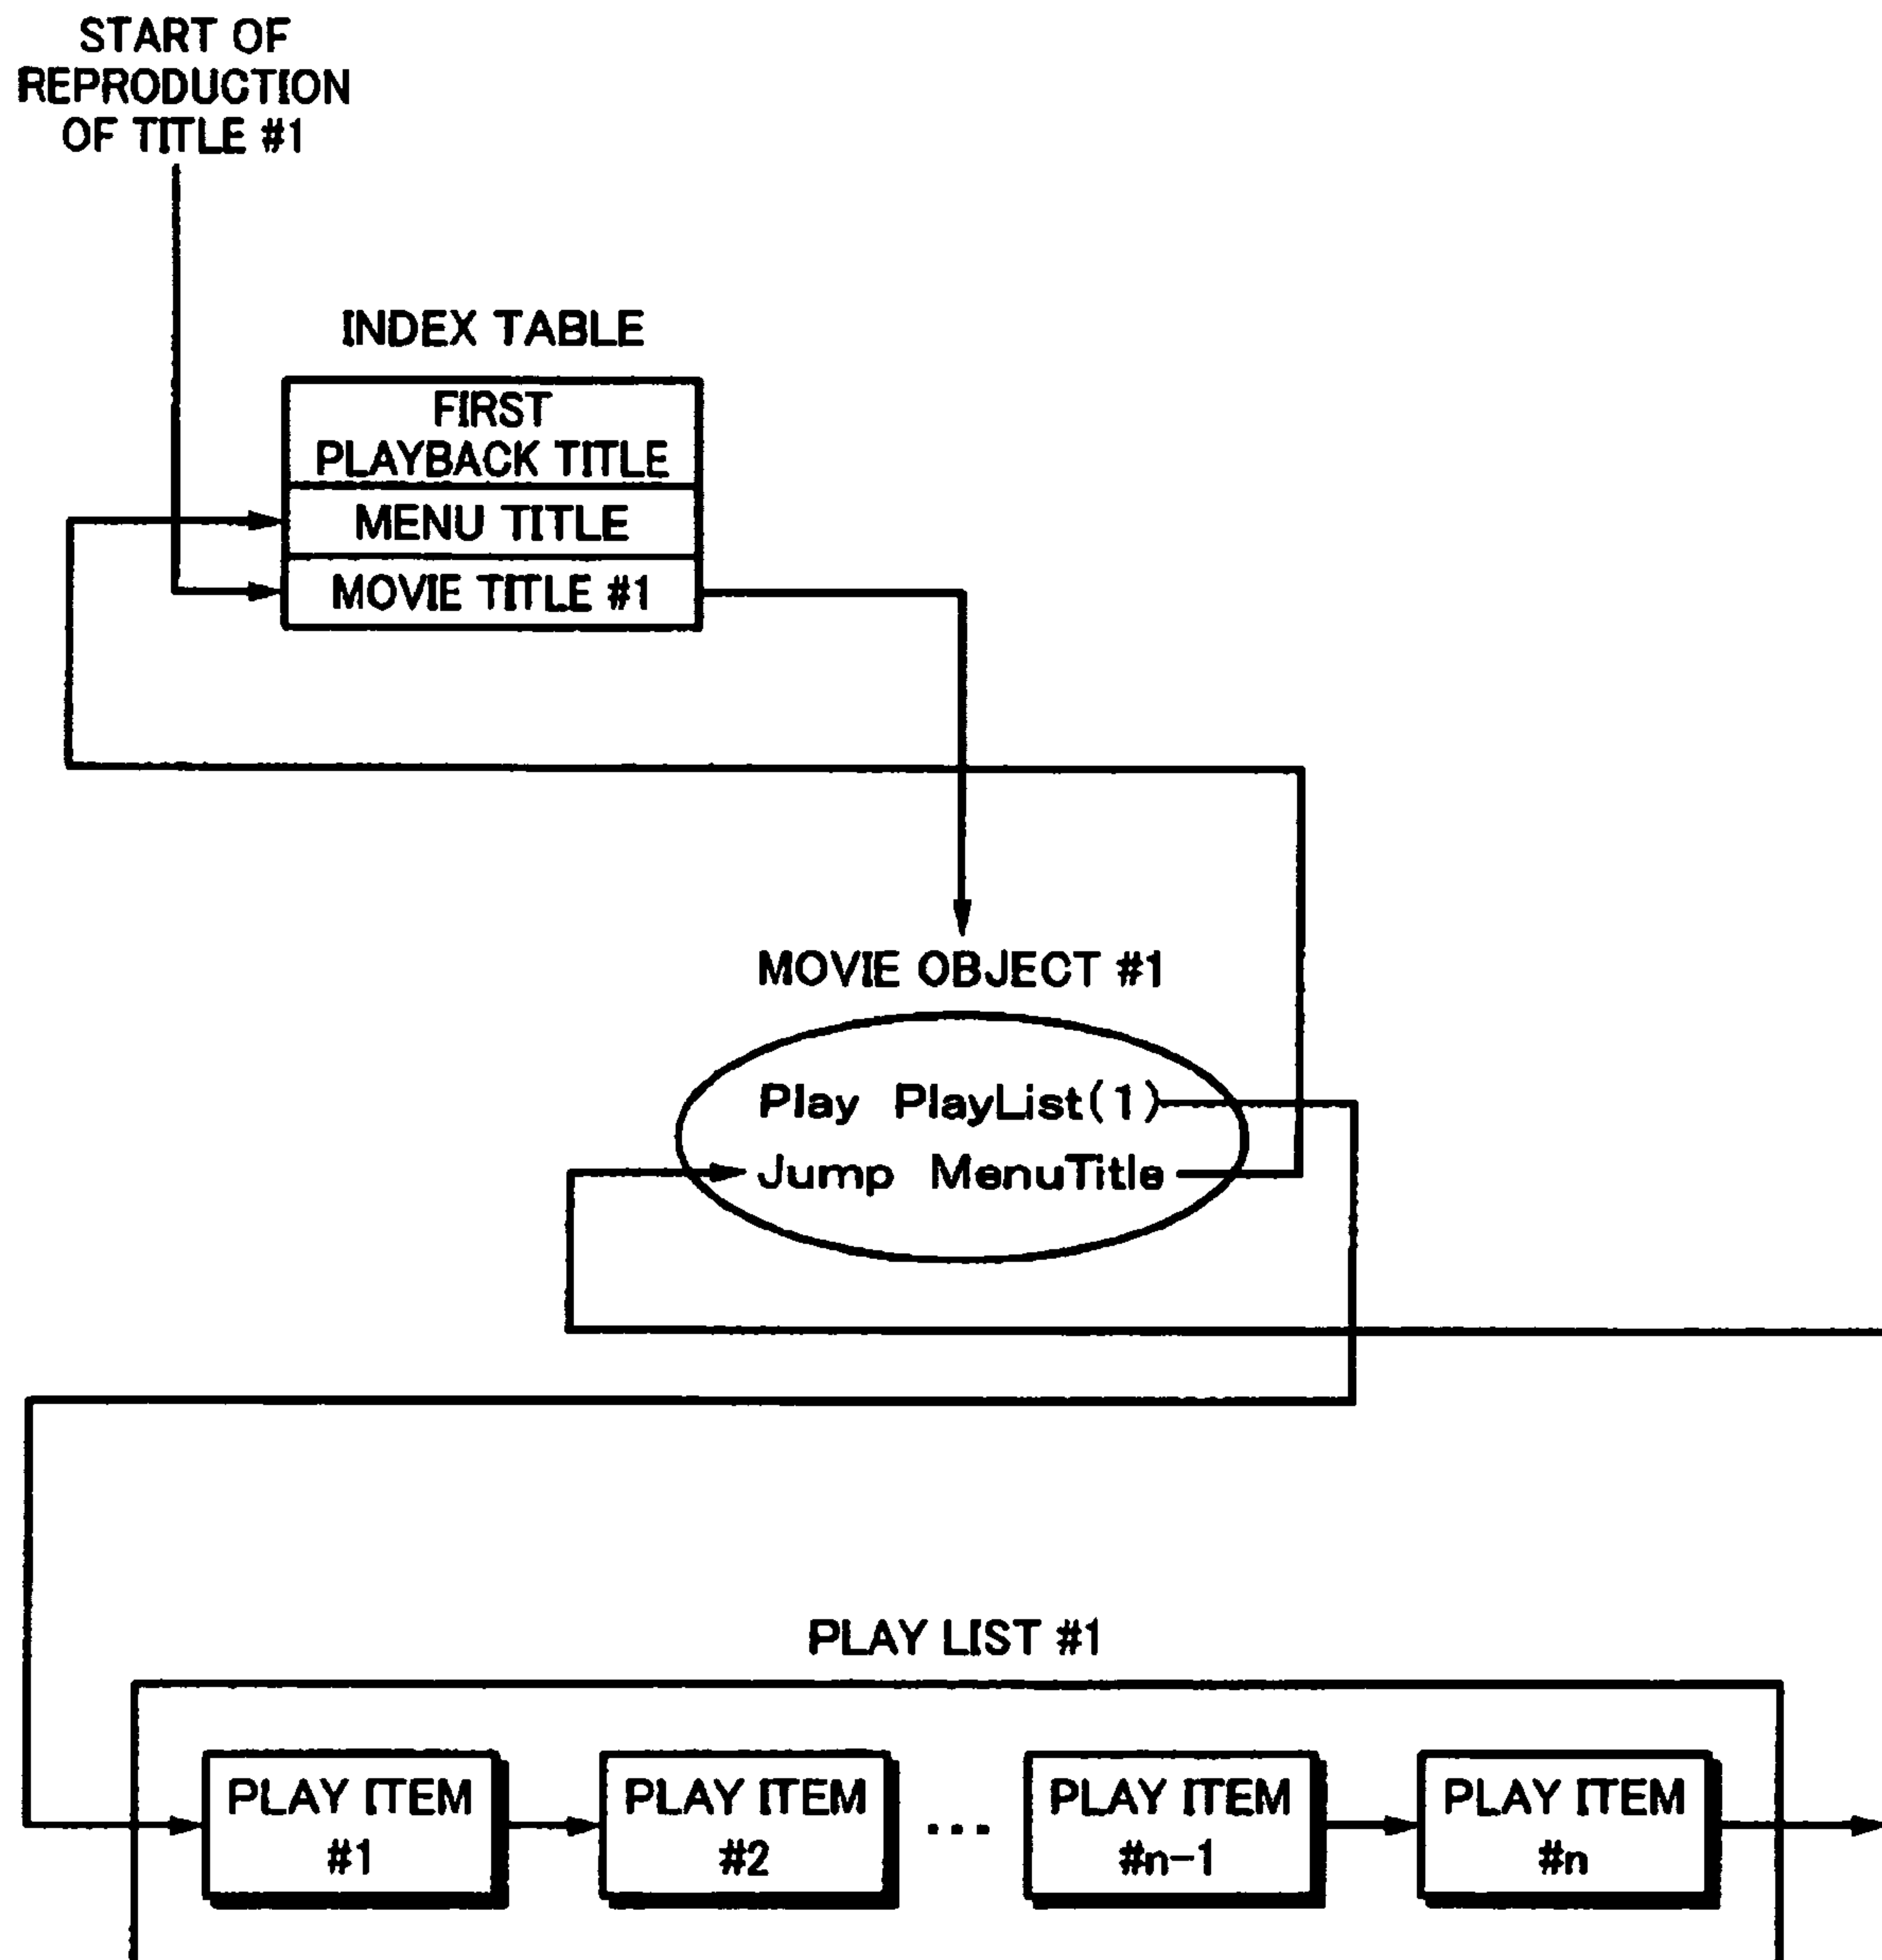 START OF
REPRODUCTION
OF TITLE #1
INDEX TABLE
FIRST
PLAYBACK TITLE
MENU TITLE
MOVIE TITLE #1
MOVIE OBJECT #1
Play PlayList(1)
Jump MenuTitle
PLAY LIST #1
PLAY ITEM
#1
PLAY ITEM
#2
...
PLAY ITEM
#n-1
PLAY ITEM
#n